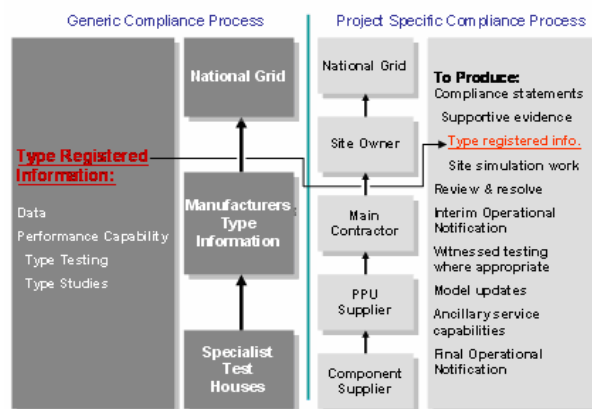 Generic Compliance Process
Project Specific Compliance Process
National Grid
Type Registered
Information:
Data
Performance Capability
Type Testing
Type Studies
Manufacturers
Type
Information
Specialist
Test
Houses
National Grid
Site Owner
Main
Contractor
PPU
Supplier
Component
Supplier
To Produce:
Compliance statements
Supportive evidence
Type registered info.
Site simulation work
Review & resolve
Interim Operational
Notification
Witnessed testing
where appropriate
Model updates
Ancillary service
capabilities
Final Operational
Notification